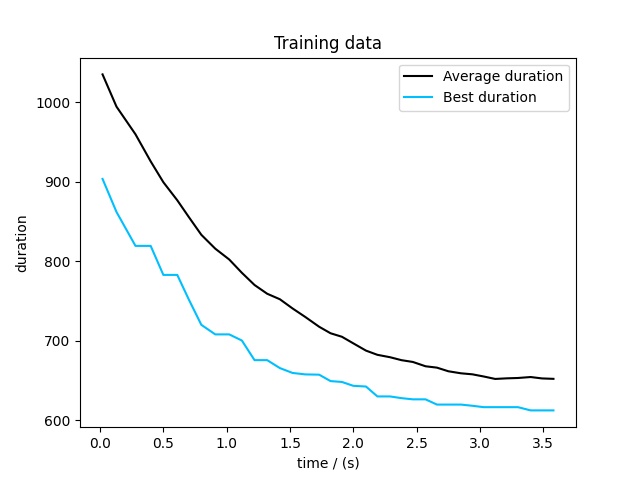 Training data
Average duration
Best duration
1000
900
800
700
600
duration
0.0 0.5 1.0 1.5 2.0 2.5 3.0 3.5
time / (s)